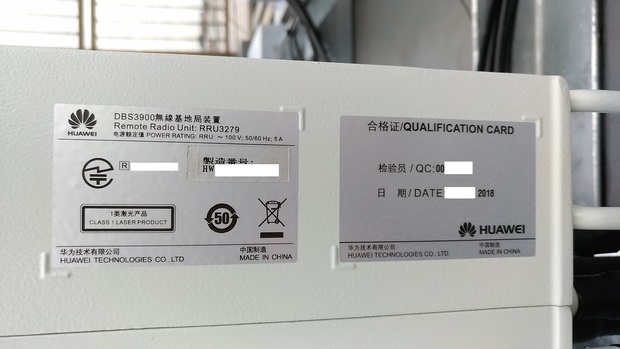 HUAWEI
DBS3900無線基地局装置
Remote Radio Unit: RRU3279
电源额定值 POWER RATING: RRU: ~ 100 V; 50/60 Hz; 5 A
R
製造番号:
HW
1类激光产品
CLASS 1 LASER PRODUCT
50
华为技术有限公司 中国制造
HUAWEI TECHNOLOGIES CO., LTD. MADE IN CHINA
合格证/QUALIFICATION CARD
检验员 / QC: 00
日 期 / DATE 2018
HUAWEI
华为技术有限公司 中国制造
HUAWEI TECHNOLOGIES CO., LTD. MADE IN CHINA